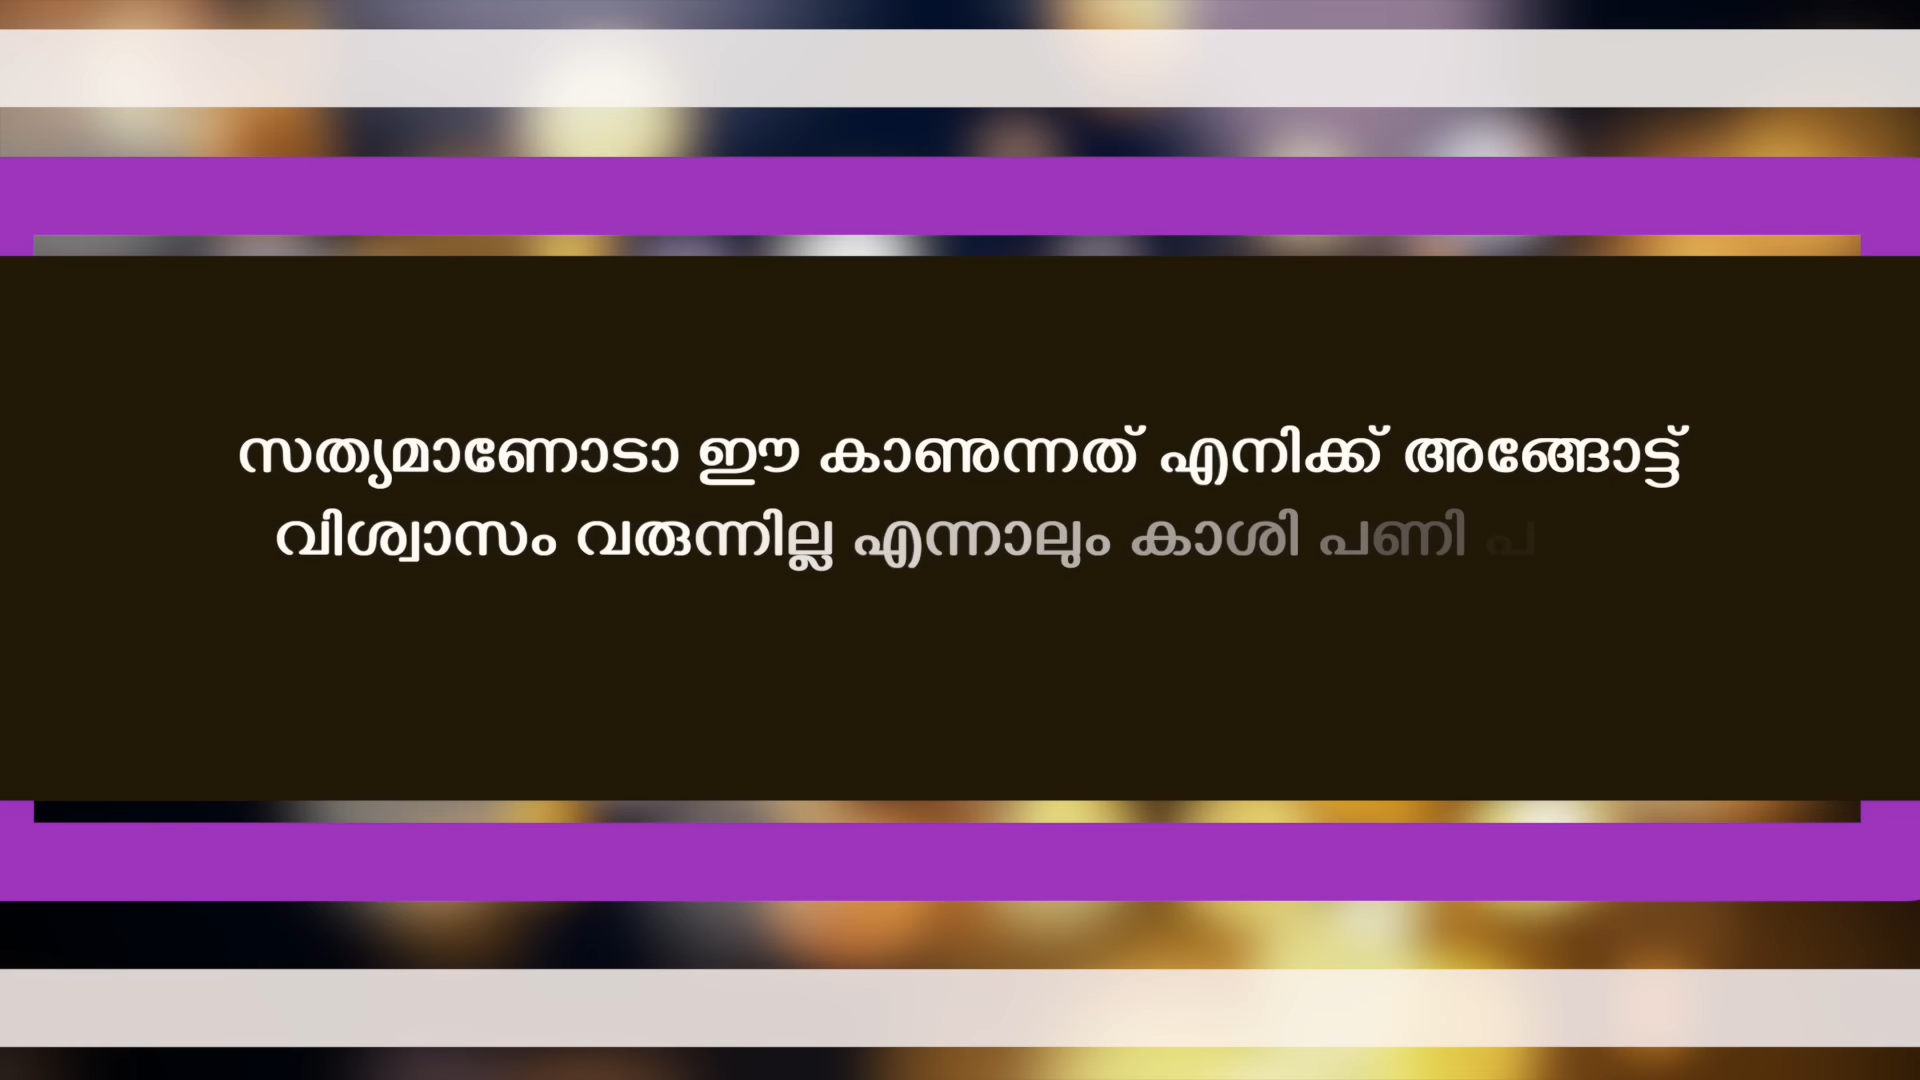 സത്യമാണോടാ ഈ കാണുന്നത് എനിക്ക് അങ്ങോട്ട്
വിശ്വാസം വരുന്നില്ല എന്നാലും കാശി പണി പ